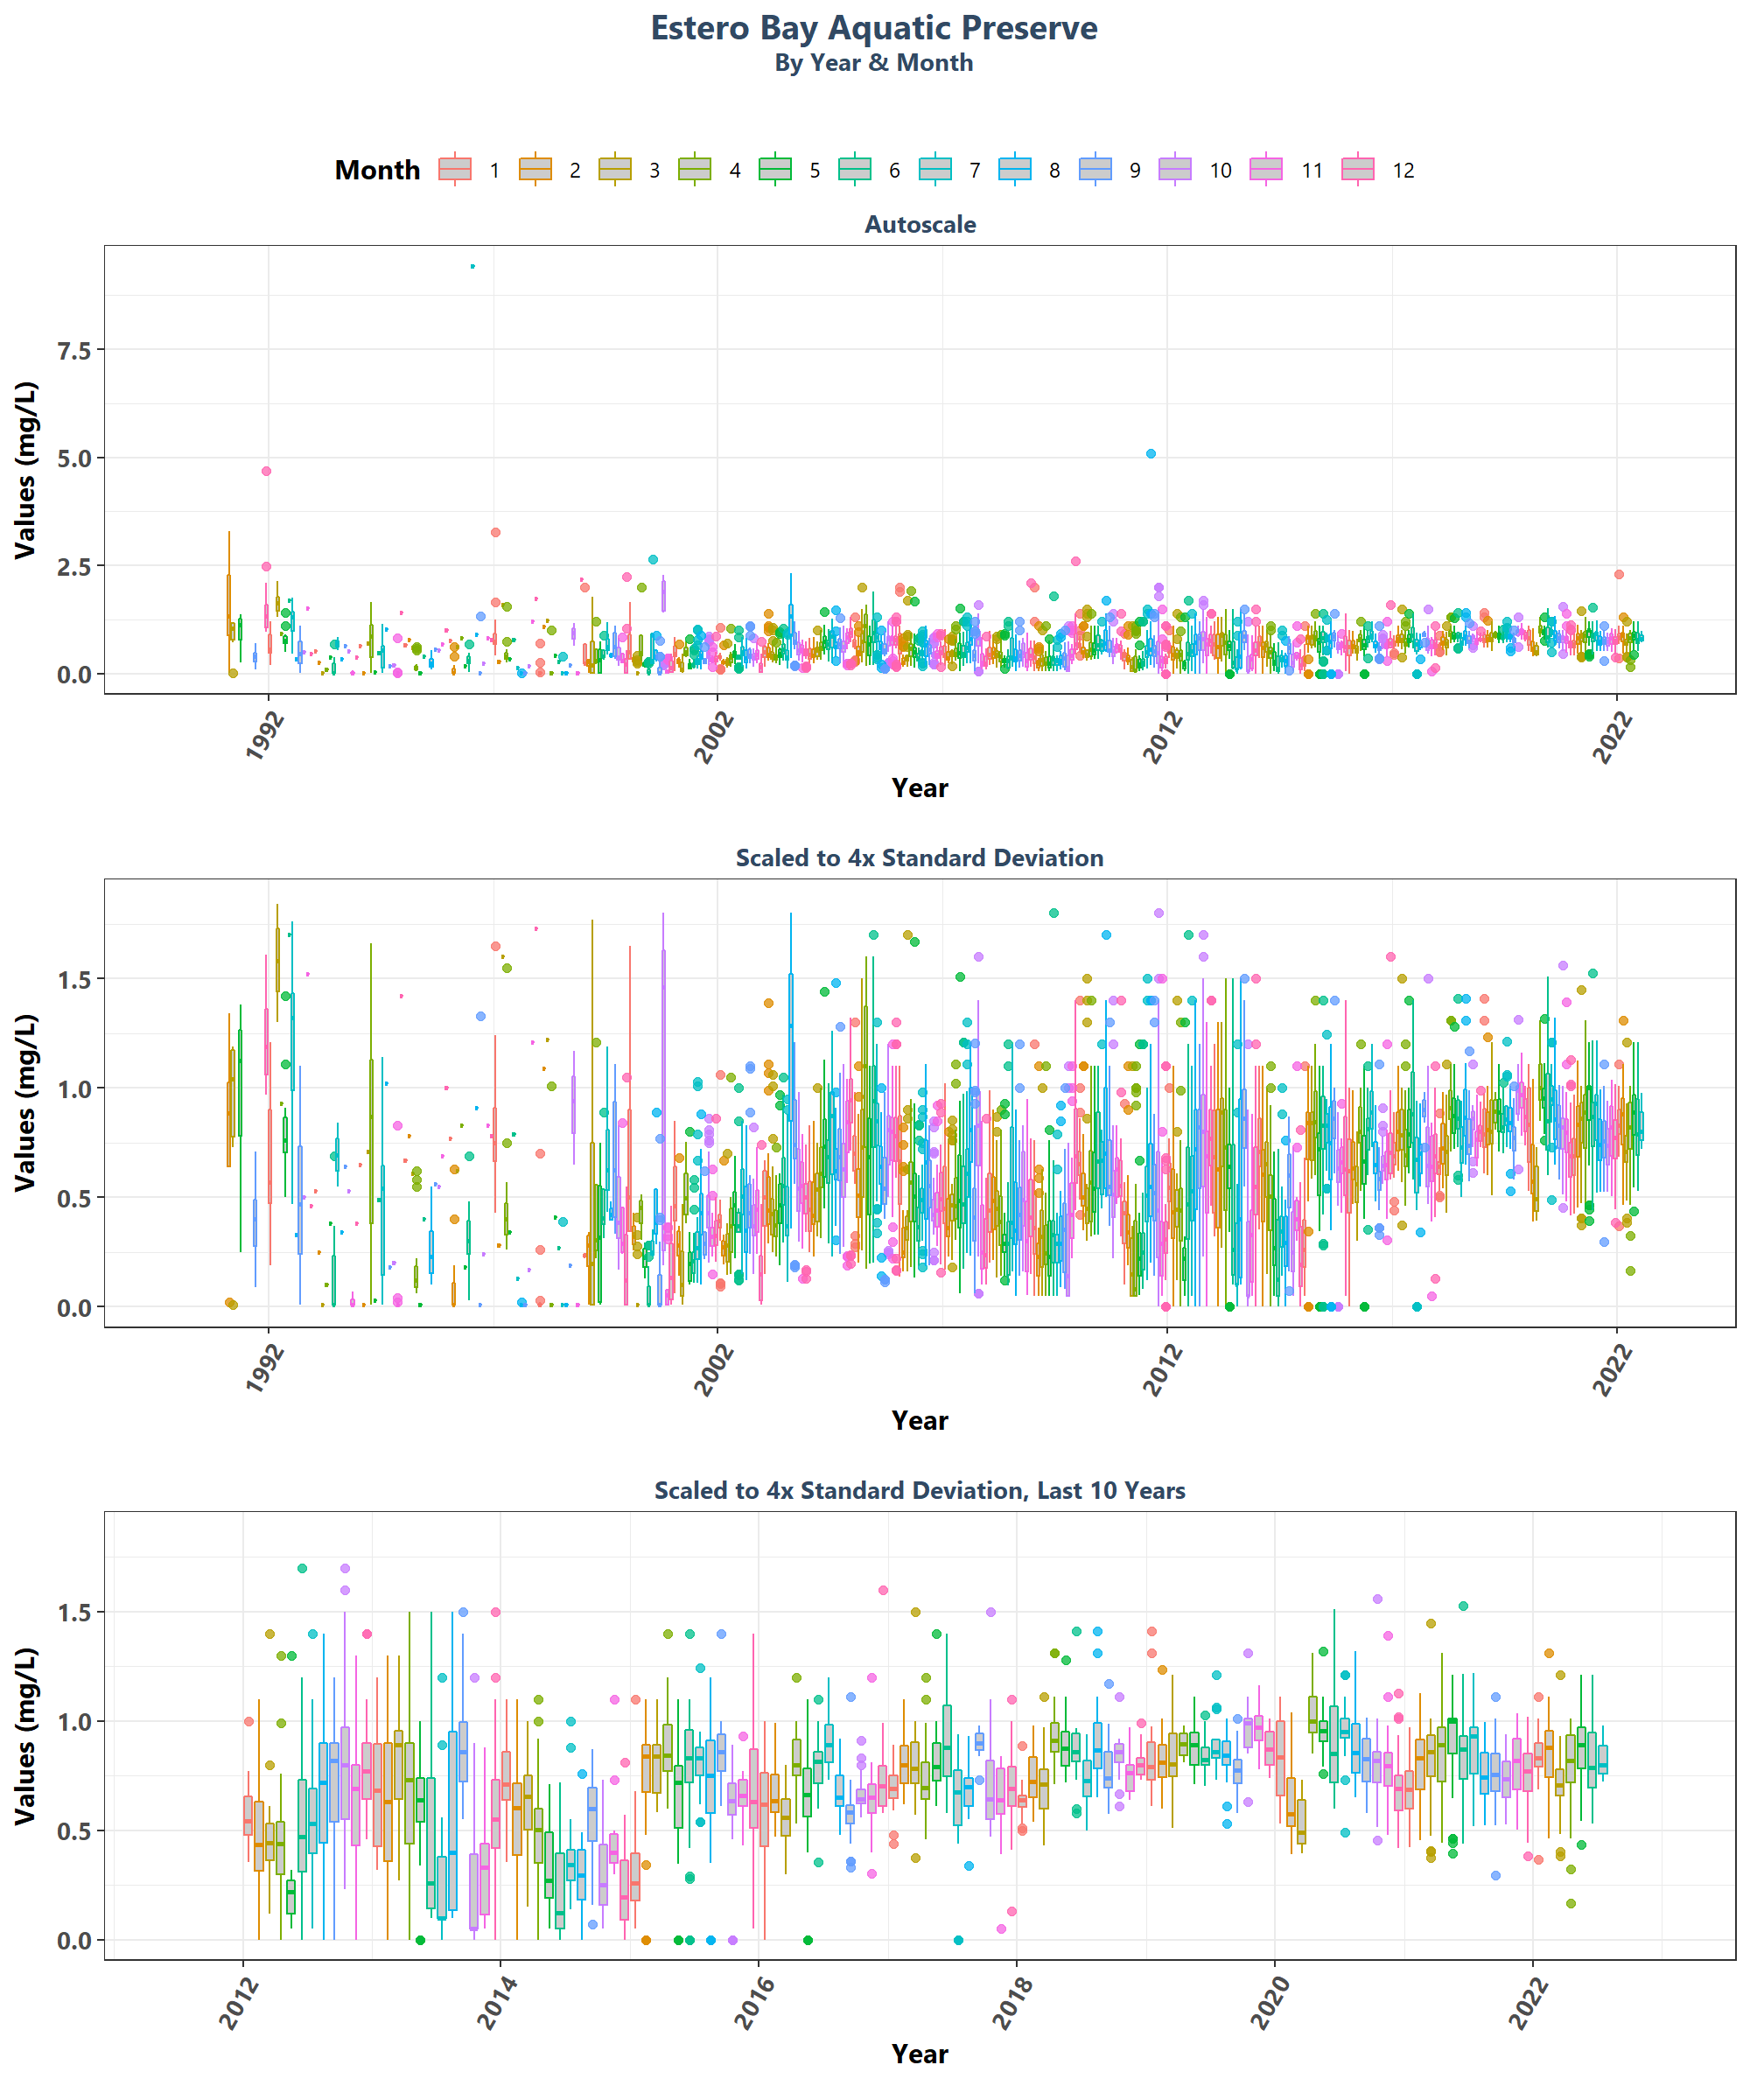 Estero Bay Aquatic Preserve
By Year & Month
Month 1 2 3 4 5 6 7 8 9 10 11 12
Autoscale
Values (mg/L)
7.5
5.0
2.5
0.0
1992 2002 2012 2022
Year
Scaled to 4x Standard Deviation
Values (mg/L)
1.5
1.0
0.5
0.0
1992 2002 2012 2022
Year
Scaled to 4x Standard Deviation, Last 10 Years
Values (mg/L)
1.5
1.0
0.5
0.0
2012 2014 2016 2018 2020 2022
Year